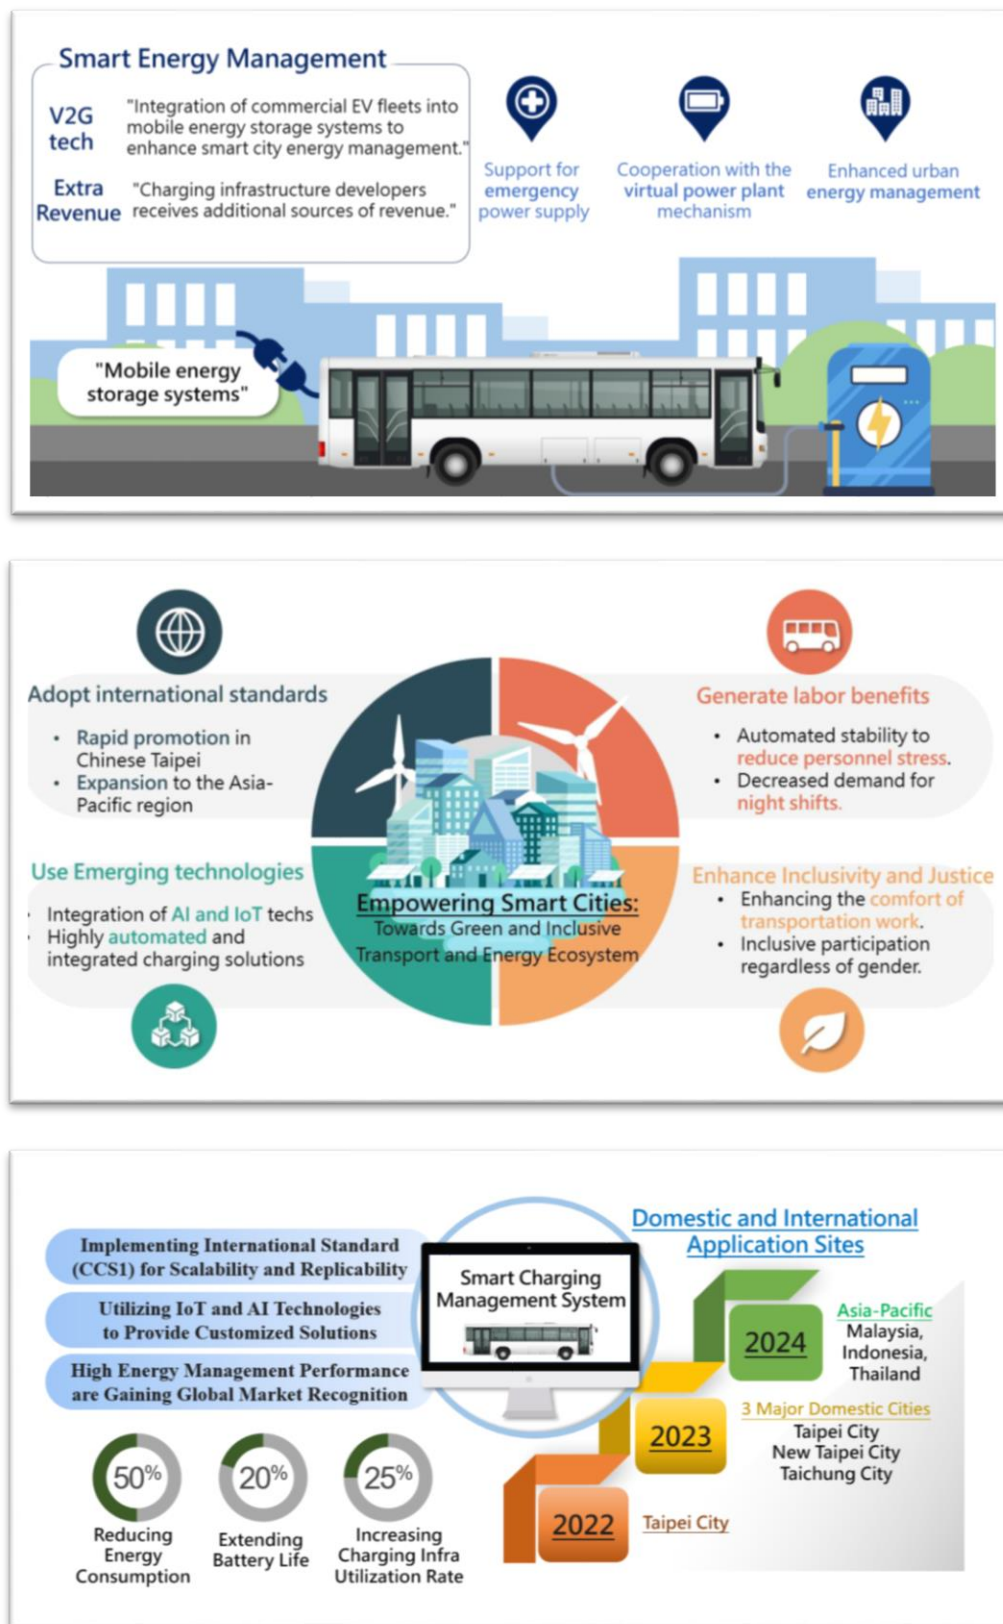 Smart Energy Management
V2G
tech
"Integration of commercial EV fleets into
mobile energy storage systems to
enhance smart city energy management."
Extra
Revenue
"Charging infrastructure developers
receives additional sources of revenue."
Support for
emergency
power supply
Cooperation with the
virtual power plant
mechanism
Enhanced urban
energy management
"Mobile energy
storage systems"
Adopt international standards
• Rapid promotion in
Chinese Taipei
• Expansion to the Asia-
Pacific region
Generate labor benefits
• Automated stability to
reduce personnel stress.
• Decreased demand for
night shifts.
Use Emerging technologies
• Integration of AI and IoT techs
• Highly automated and
integrated charging solutions
Empowering Smart Cities:
Towards Green and Inclusive
Transport and Energy Ecosystem
Enhance Inclusivity and Justice
• Enhancing the comfort of
transportation work.
• Inclusive participation
regardless of gender.
Implementing International Standard
(CCS1) for Scalability and Replicability
Utilizing IoT and AI Technologies
to Provide Customized Solutions
High Energy Management Performance
are Gaining Global Market Recognition
Smart Charging
Management System
50%
Reducing
Energy
Consumption
20%
Extending
Battery Life
25%
Increasing
Charging Infra
Utilization Rate
Domestic and International
Application Sites
2024
Asia-Pacific
Malaysia,
Indonesia,
Thailand
2023
3 Major Domestic Cities
Taipei City
New Taipei City
Taichung City
2022
Taipei City